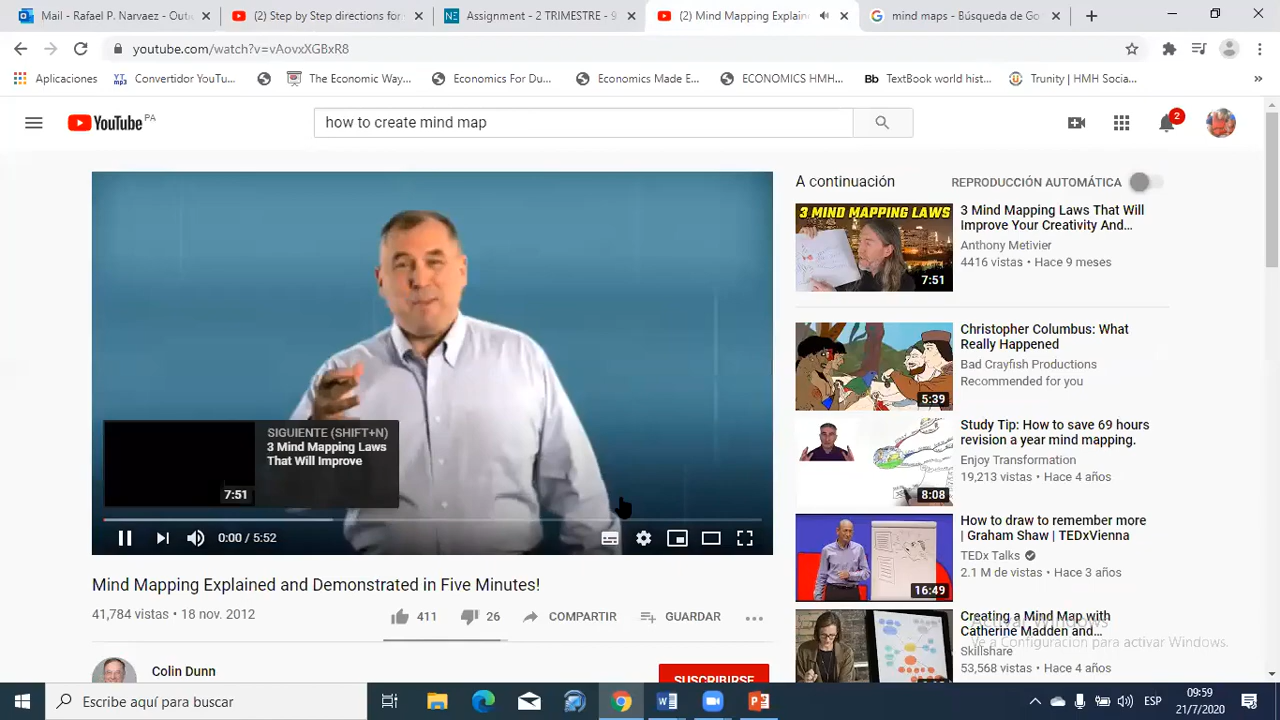 Mail - Rafael P. Narvaez - Outl
(2) Step by Step directions for
Assignment - 2 TRIMESTRE - 9
(2) Mind Mapping Explain
mind maps - Búsqueda de Go
youtube.com/watch?v=vAovxXGBxR8
Aplicaciones
Convertidor YouTu...
The Economic Way...
Economics For Du...
Economics Made E...
ECONOMICS HMH...
Bb TextBook world hist...
Trunity | HMH Socia...
»
YouTube PA
how to create mind map
2
A continuación
REPRODUCCIÓN AUTOMÁTICA
3 MIND MAPPING LAWS
7:51
3 Mind Mapping Laws That Will
Improve Your Creativity And...
Anthony Metivier
4416 vistas • Hace 9 meses
Christopher Columbus: What
Really Happened
Bad Crayfish Productions
Recommended for you
5:39
Study Tip: How to save 69 hours
revision a year mind mapping.
Enjoy Transformation
19,213 vistas • Hace 4 años
8:08
How to draw to remember more
| Graham Shaw | TEDxVienna
TEDx Talks
2.1 M de vistas • Hace 3 años
16:49
Creating a Mind Map with
Catherine Madden and...
Skillshare
53,568 vistas • Hace 4 años
Activar Windows
Ve a Configuración para activar Windows.
SIGUIENTE (SHIFT+N)
3 Mind Mapping Laws
That Will Improve
7:51
0:00 / 5:52
Mind Mapping Explained and Demonstrated in Five Minutes!
41,784 vistas • 18 nov. 2012
411
26
COMPARTIR
GUARDAR
Colin Dunn
SUSCRIBIRSE
Escribe aquí para buscar
ESP
09:59
21/7/2020